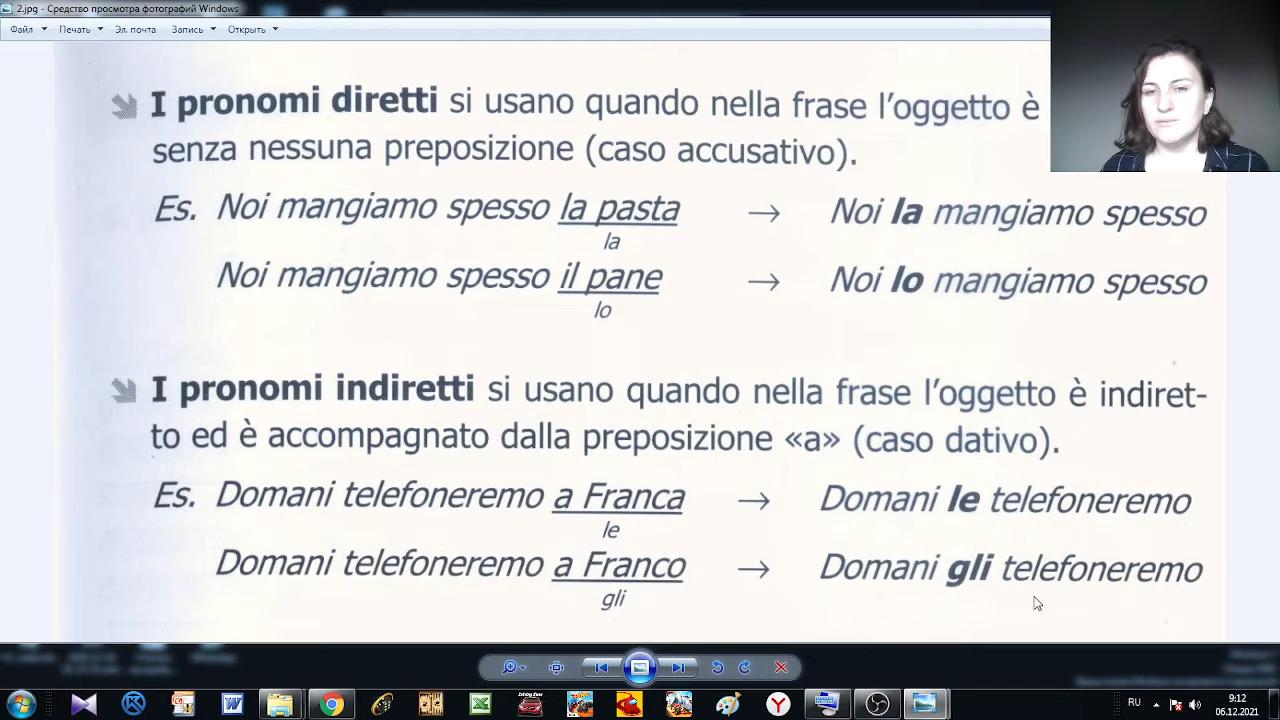 2.jpg - Средство просмотра фотографий Windows
Файл Печать Эл. почта Запись Открыть
I pronomi diretti si usano quando nella frase l'oggetto è
senza nessuna preposizione (caso accusativo).
Es. Noi mangiamo spesso la pasta → Noi la mangiamo spesso
la
Noi mangiamo spesso il pane → Noi lo mangiamo spesso
lo
I pronomi indiretti si usano quando nella frase l'oggetto è indiret-
to ed è accompagnato dalla preposizione «a» (caso dativo).
Es. Domani telefoneremo a Franca → Domani le telefoneremo
le
Domani telefoneremo a Franco → Domani gli telefoneremo
gli
RU
9:12
06.12.2021